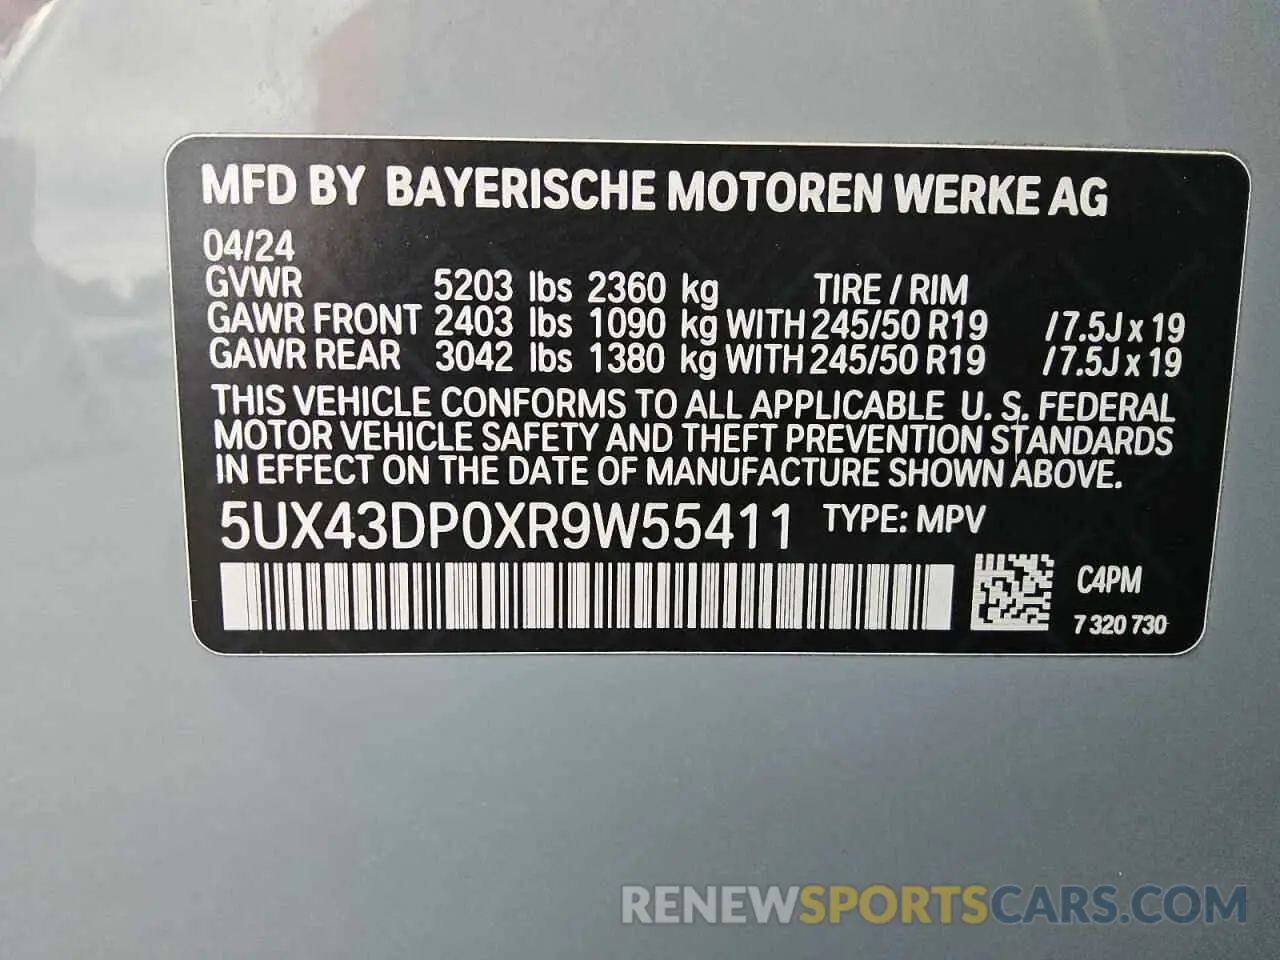 MFD BY BAYERISCHE MOTOREN WERKE AG
04/24
GVWR 5203 lbs 2360 kg TIRE / RIM
GAWR FRONT 2403 lbs 1090 kg WITH 245/50 R19 / 7.5J x 19
GAWR REAR 3042 lbs 1380 kg WITH 245/50 R19 / 7.5J x 19
THIS VEHICLE CONFORMS TO ALL APPLICABLE U. S. FEDERAL
MOTOR VEHICLE SAFETY AND THEFT PREVENTION STANDARDS
IN EFFECT ON THE DATE OF MANUFACTURE SHOWN ABOVE.
5UX43DP0XR9W55411 TYPE: MPV
C4PM
7 320 730
RENEWSPORTSCARS.COM